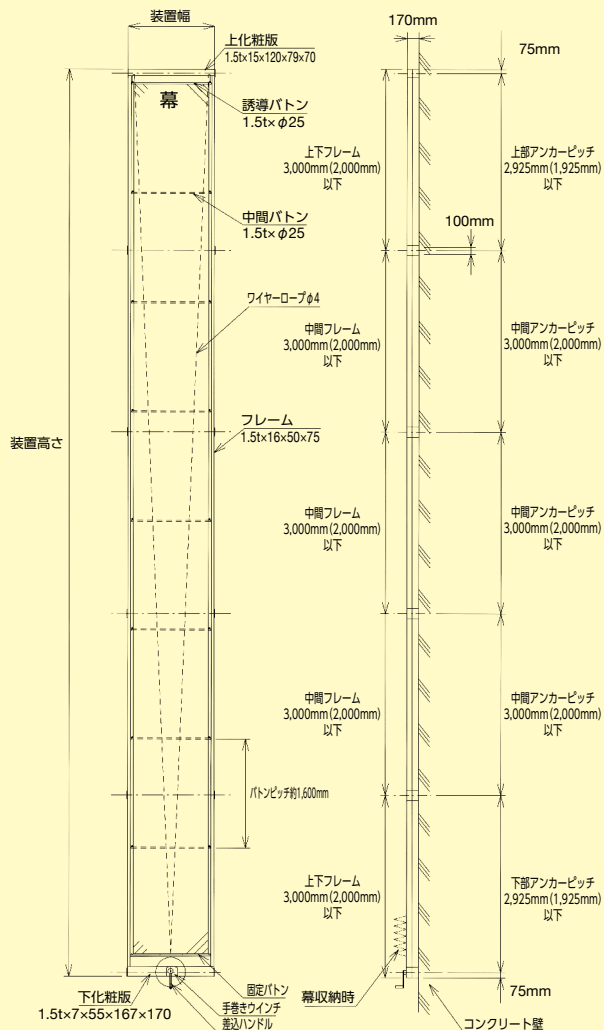 装置幅
上化粧版
1.5t×15×120×79×70
幕
誘導バトン
1.5t×φ25
中間バトン
1.5t×φ25
ワイヤーロープφ4
フレーム
1.5t×16×50×75
装置高さ
バトンピッチ約1,600mm
固定バトン
手巻きウインチ
差込ハンドル
下化粧版
1.5t×7×55×167×170
170mm
75mm
上下フレーム
3,000mm(2,000mm)
以下
上部アンカーピッチ
2,925mm(1,925mm)
以下
100mm
中間フレーム
3,000mm(2,000mm)
以下
中間アンカーピッチ
3,000mm(2,000mm)
以下
中間フレーム
3,000mm(2,000mm)
以下
中間アンカーピッチ
3,000mm(2,000mm)
以下
中間フレーム
3,000mm(2,000mm)
以下
中間アンカーピッチ
3,000mm(2,000mm)
以下
上下フレーム
3,000mm(2,000mm)
以下
下部アンカーピッチ
2,925mm(1,925mm)
以下
幕収納時
75mm
コンクリート壁